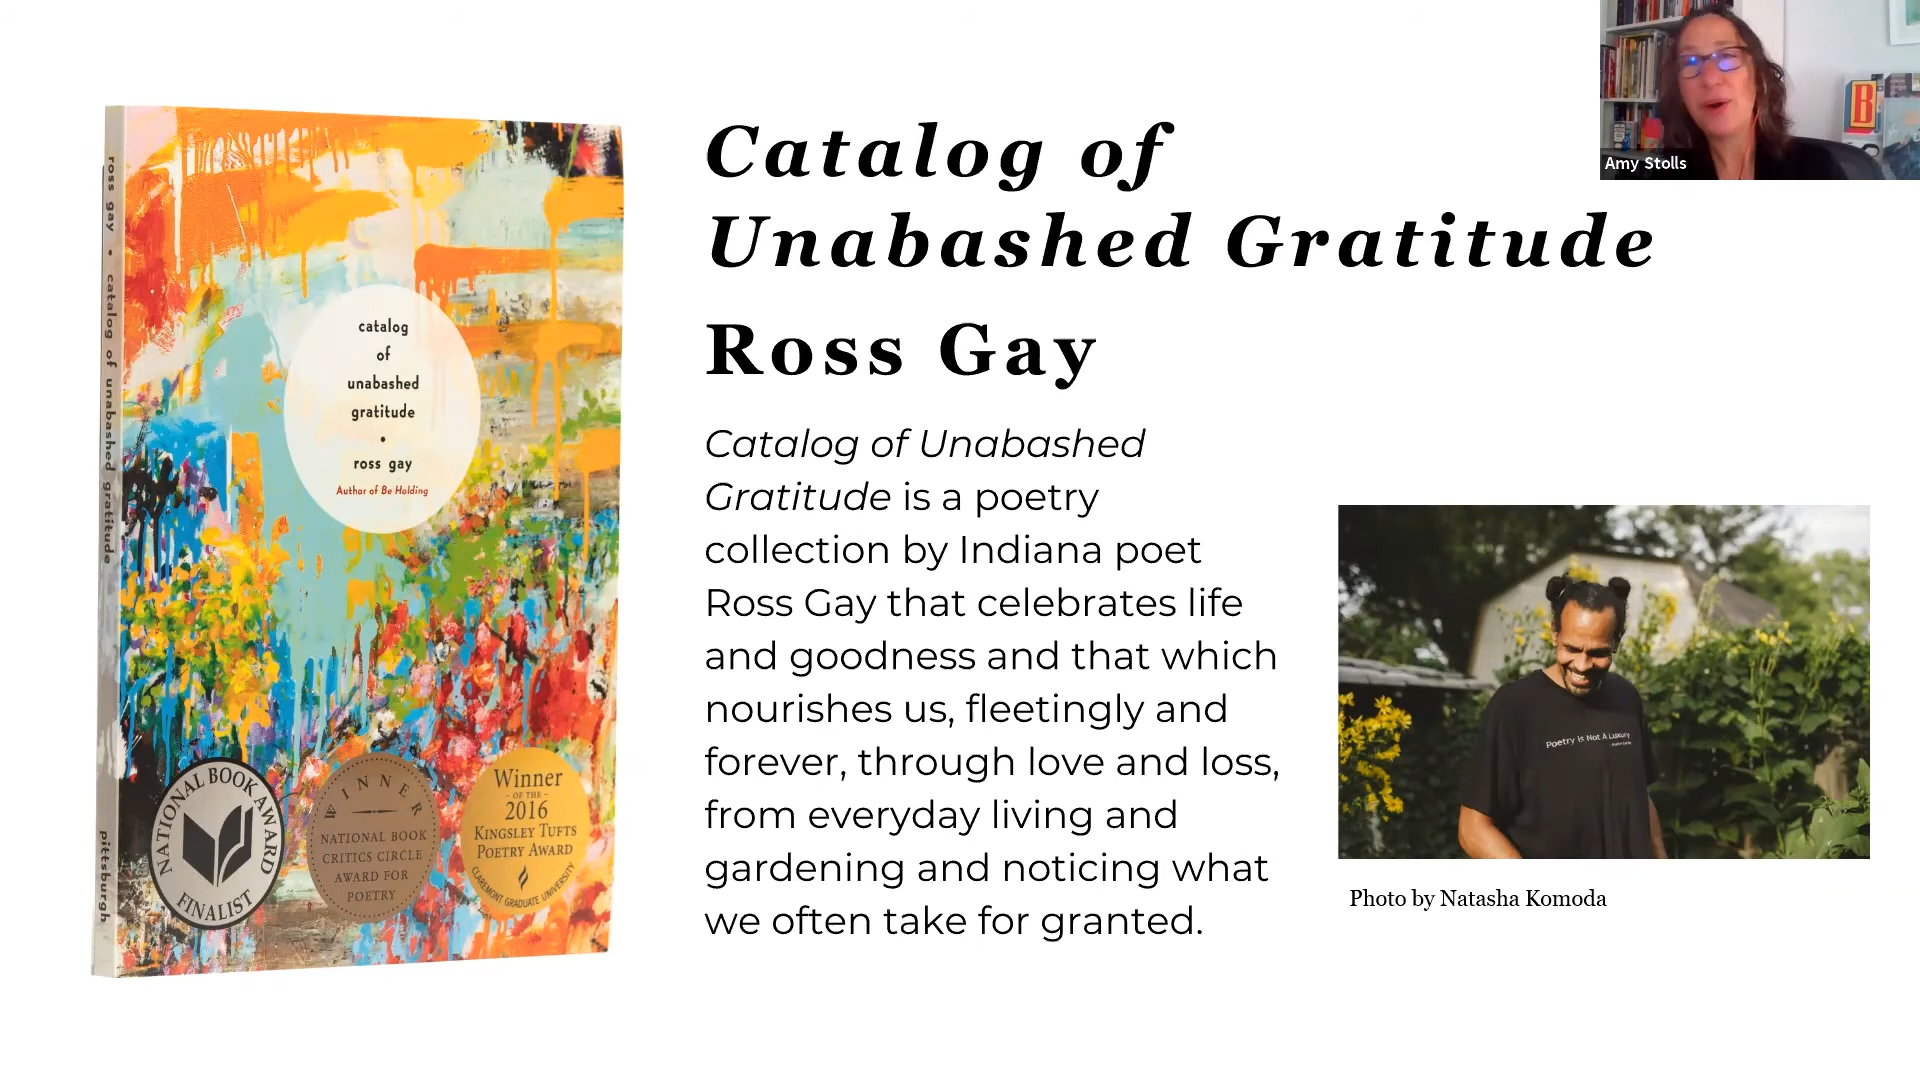 Amy Stolls
B
Catalog of
Unabashed Gratitude
Ross Gay
Catalog of Unabashed
Gratitude is a poetry
collection by Indiana poet
Ross Gay that celebrates life
and goodness and that which
nourishes us, fleetingly and
forever, through love and loss,
from everyday living and
gardening and noticing what
we often take for granted.
ross gay • catalog of unabashed gratitude
pittsburgh
catalog
of
unabashed
gratitude
•
ross gay
Author of Be Holding
NATIONAL BOOK AWARD
FINALIST
WINNER
NATIONAL BOOK
CRITICS CIRCLE
AWARD FOR
POETRY
Winner
– OF THE –
2016
KINGSLEY TUFTS
POETRY AWARD
CLAREMONT GRADUATE UNIVERSITY
Poetry Is Not A Luxury
Photo by Natasha Komoda